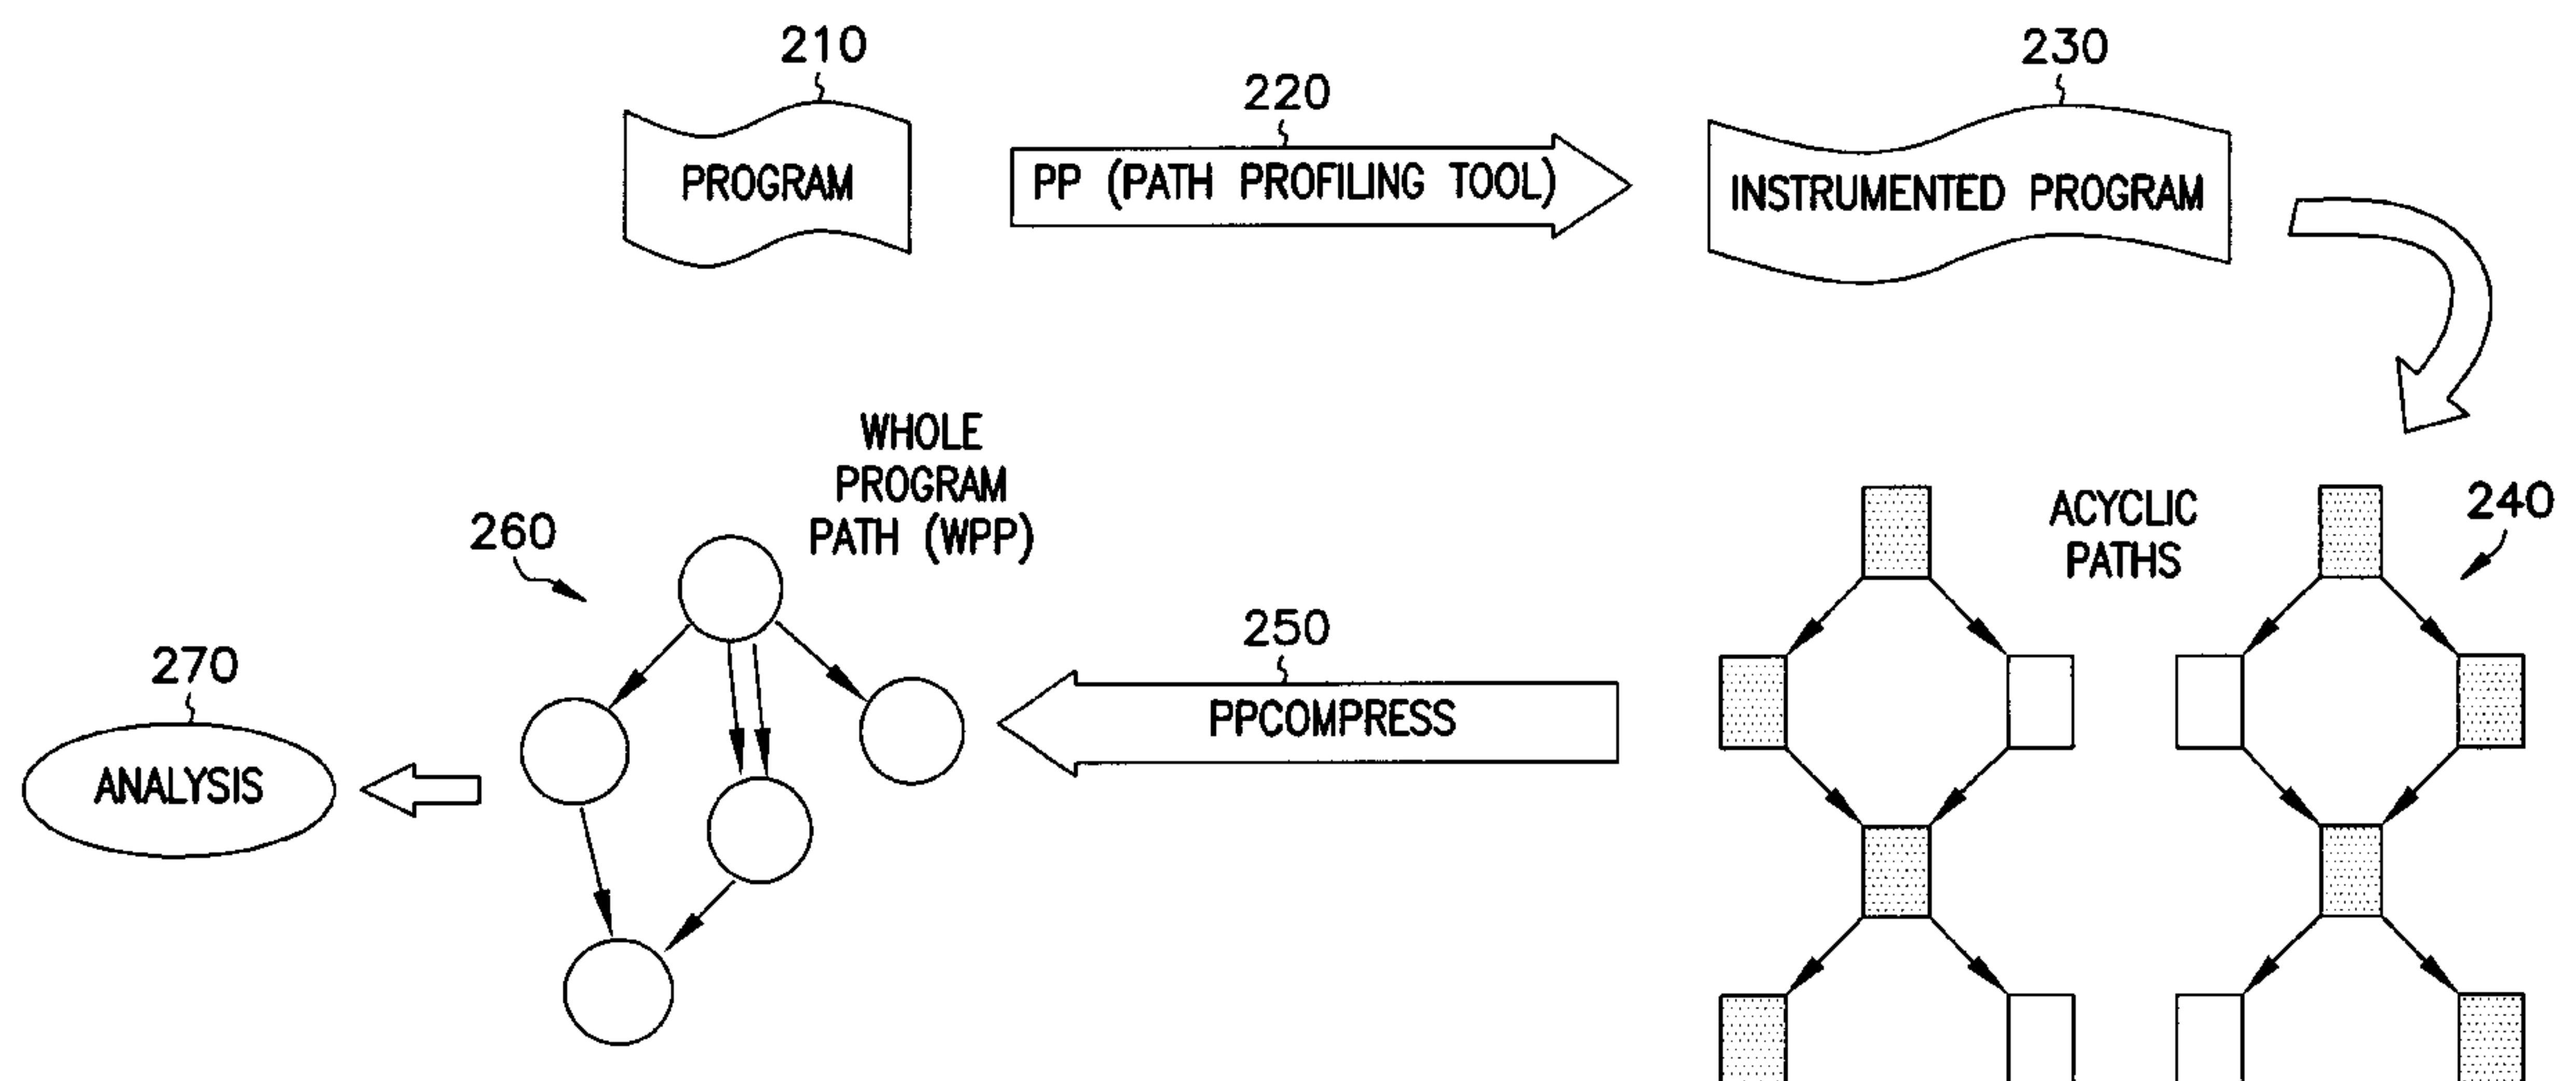 210
220
230
PROGRAM
PP (PATH PROFILING TOOL)
INSTRUMENTED PROGRAM
WHOLE
PROGRAM
PATH (WPP)
260
ACYCLIC
PATHS
240
250
270
PPCOMPRESS
ANALYSIS